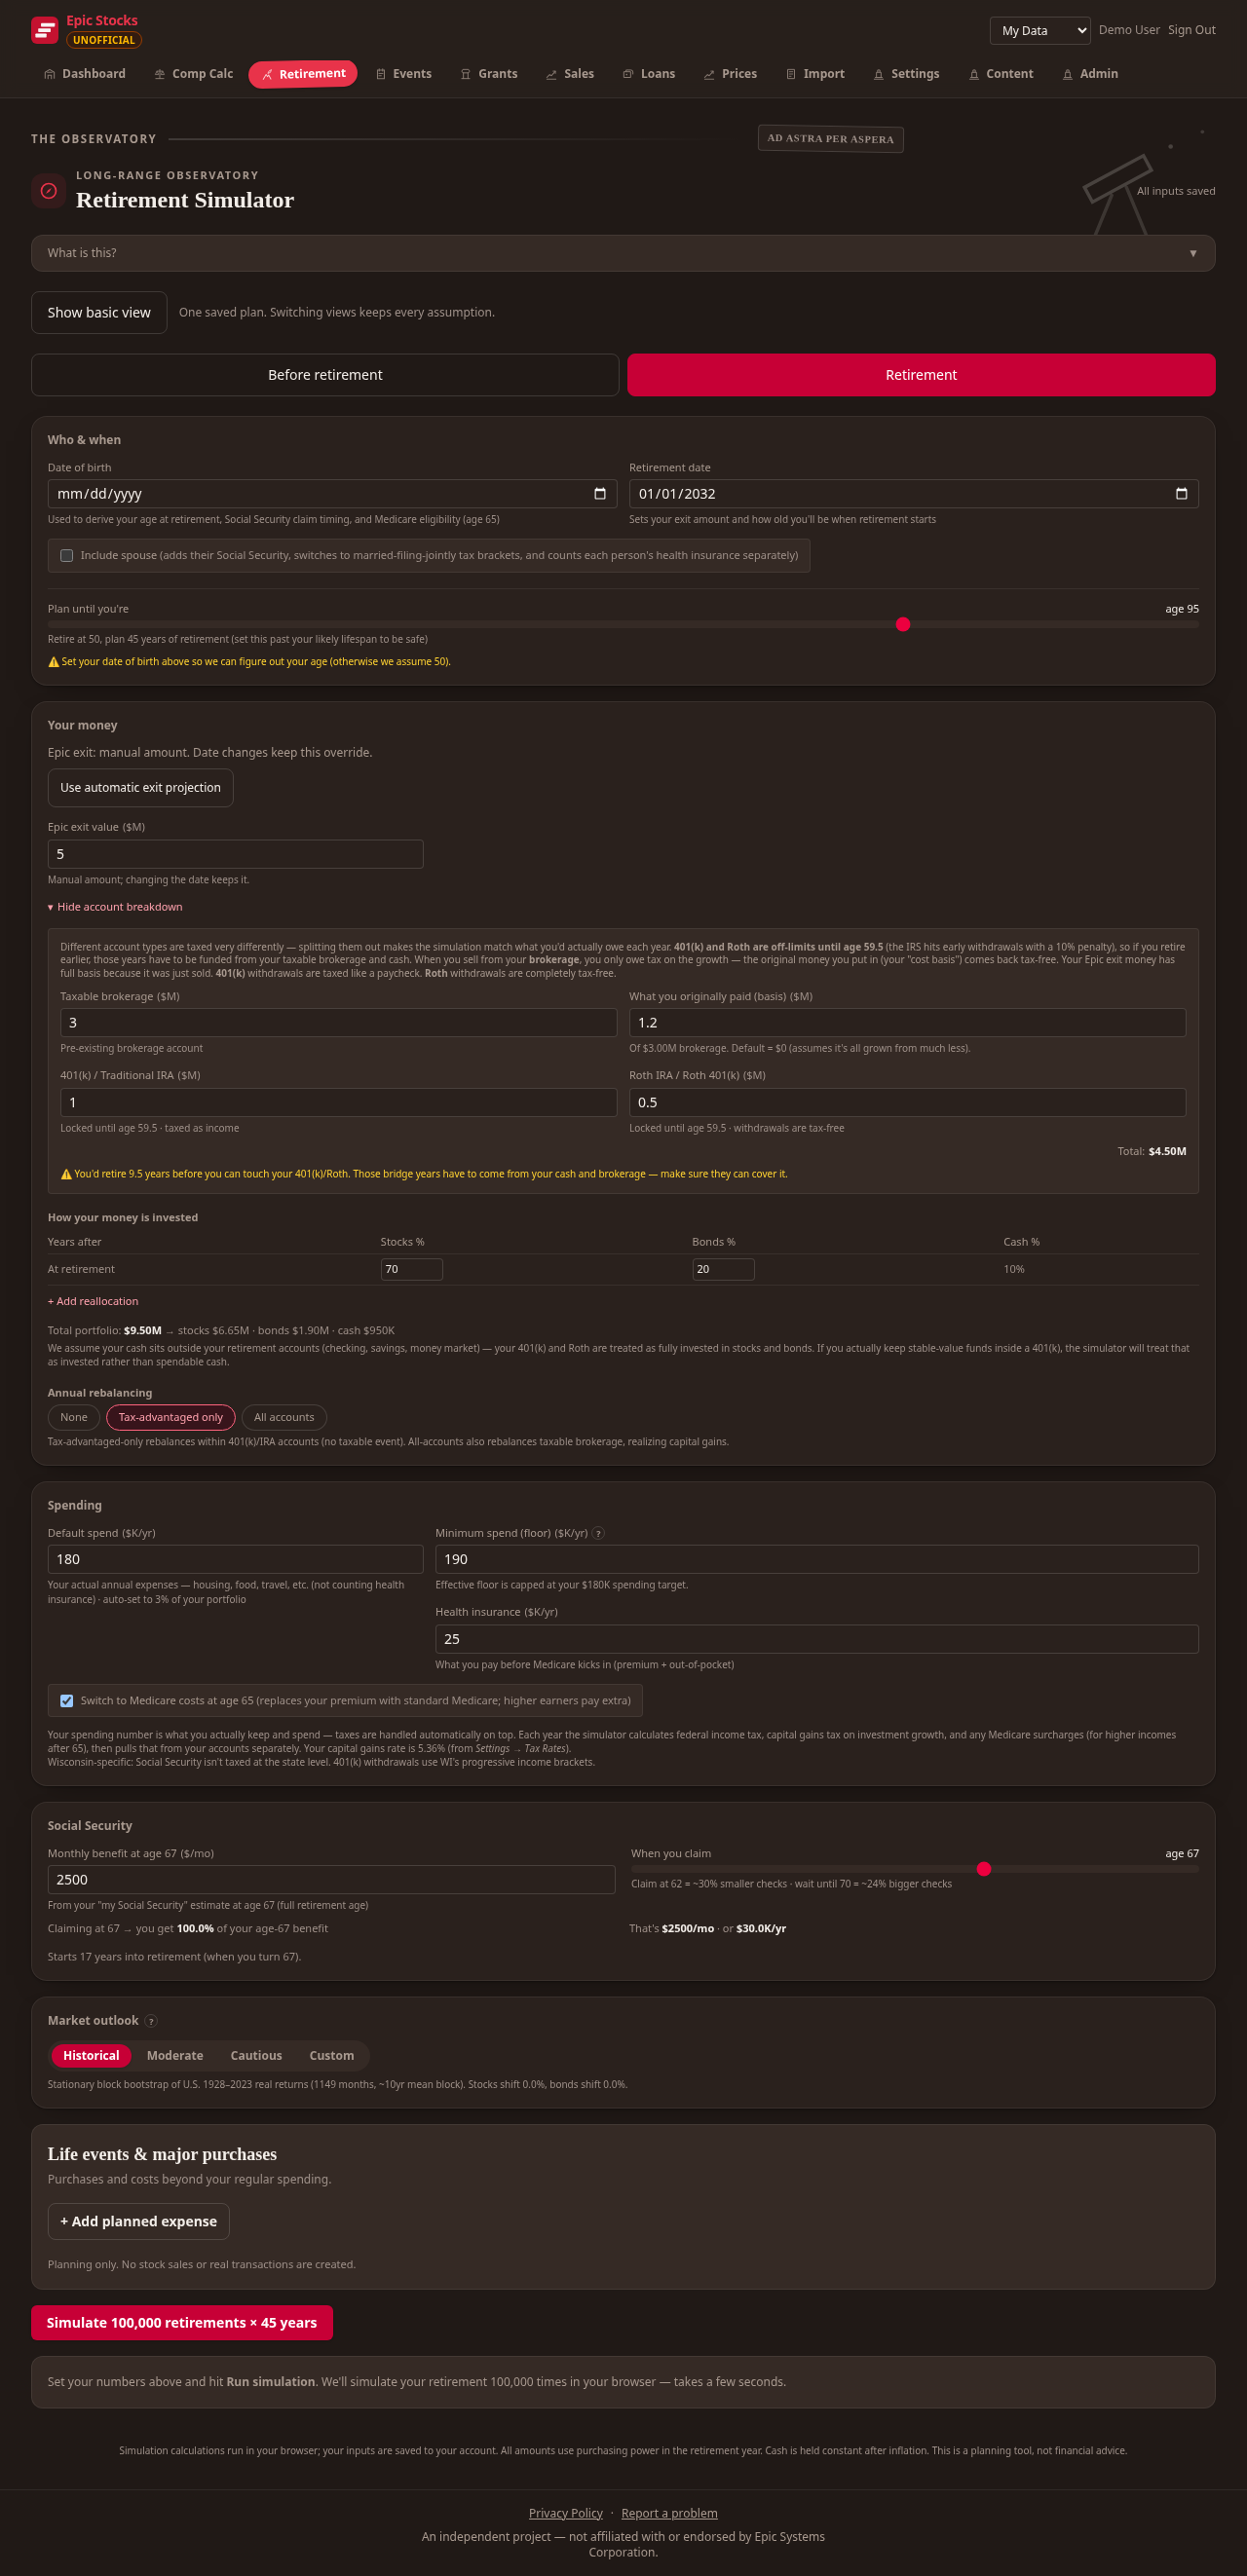 Epic Stocks
UNOFFICIAL
My Data
Demo User
Sign Out
Dashboard
Comp Calc
Retirement
Events
Grants
Sales
Loans
Prices
Import
Settings
Content
Admin
THE OBSERVATORY
AD ASTRA PER ASPERA
LONG-RANGE OBSERVATORY
Retirement Simulator
All inputs saved
What is this?
Show basic view
One saved plan. Switching views keeps every assumption.
Before retirement
Retirement
Who & when
Date of birth
mm/dd/yyyy
Used to derive your age at retirement, Social Security claim timing, and Medicare eligibility (age 65)
Retirement date
01/01/2032
Sets your exit amount and how old you'll be when retirement starts
Include spouse (adds their Social Security, switches to married-filing-jointly tax brackets, and counts each person's health insurance separately)
Plan until you're
age 95
Retire at 50, plan 45 years of retirement (set this past your likely lifespan to be safe)
⚠️ Set your date of birth above so we can figure out your age (otherwise we assume 50).
Your money
Epic exit: manual amount. Date changes keep this override.
Use automatic exit projection
Epic exit value ($M)
5
Manual amount; changing the date keeps it.
▾ Hide account breakdown
Different account types are taxed very differently — splitting them out makes the simulation match what you'd actually owe each year. 401(k) and Roth are off-limits until age 59.5 (the IRS hits early withdrawals with a 10% penalty), so if you retire
earlier, those years have to be funded from your taxable brokerage and cash. When you sell from your brokerage, you only owe tax on the growth — the original money you put in (your "cost basis") comes back tax-free. Your Epic exit money has
full basis because it was just sold. 401(k) withdrawals are taxed like a paycheck. Roth withdrawals are completely tax-free.
Taxable brokerage ($M)
3
Pre-existing brokerage account
What you originally paid (basis) ($M)
1.2
Of $3.00M brokerage. Default = $0 (assumes it's all grown from much less).
401(k) / Traditional IRA ($M)
1
Locked until age 59.5 · taxed as income
Roth IRA / Roth 401(k) ($M)
0.5
Locked until age 59.5 · withdrawals are tax-free
Total: $4.50M
⚠️ You'd retire 9.5 years before you can touch your 401(k)/Roth. Those bridge years have to come from your cash and brokerage — make sure they can cover it.
How your money is invested
Years after Stocks % Bonds % Cash %
At retirement 70 20 10%
+ Add reallocation
Total portfolio: $9.50M → stocks $6.65M · bonds $1.90M · cash $950K
We assume your cash sits outside your retirement accounts (checking, savings, money market) — your 401(k) and Roth are treated as fully invested in stocks and bonds. If you actually keep stable-value funds inside a 401(k), the simulator will treat that
as invested rather than spendable cash.
Annual rebalancing
None
Tax-advantaged only
All accounts
Tax-advantaged-only rebalances within 401(k)/IRA accounts (no taxable event). All-accounts also rebalances taxable brokerage, realizing capital gains.
Spending
Default spend ($K/yr)
180
Your actual annual expenses — housing, food, travel, etc. (not counting health
insurance) · auto-set to 3% of your portfolio
Minimum spend (floor) ($K/yr) ?
190
Effective floor is capped at your $180K spending target.
Health insurance ($K/yr)
25
What you pay before Medicare kicks in (premium + out-of-pocket)
Switch to Medicare costs at age 65 (replaces your premium with standard Medicare; higher earners pay extra)
Your spending number is what you actually keep and spend — taxes are handled automatically on top. Each year the simulator calculates federal income tax, capital gains tax on investment growth, and any Medicare surcharges (for higher incomes
after 65), then pulls that from your accounts separately. Your capital gains rate is 5.36% (from Settings → Tax Rates).
Wisconsin-specific: Social Security isn't taxed at the state level. 401(k) withdrawals use WI's progressive income brackets.
Social Security
Monthly benefit at age 67 ($/mo)
2500
From your "my Social Security" estimate at age 67 (full retirement age)
When you claim
age 67
Claim at 62 = ~30% smaller checks · wait until 70 = ~24% bigger checks
Claiming at 67 → you get 100.0% of your age-67 benefit
That's $2500/mo · or $30.0K/yr
Starts 17 years into retirement (when you turn 67).
Market outlook ?
Historical
Moderate
Cautious
Custom
Stationary block bootstrap of U.S. 1928–2023 real returns (1149 months, ~10yr mean block). Stocks shift 0.0%, bonds shift 0.0%.
Life events & major purchases
Purchases and costs beyond your regular spending.
+ Add planned expense
Planning only. No stock sales or real transactions are created.
Simulate 100,000 retirements × 45 years
Set your numbers above and hit Run simulation. We'll simulate your retirement 100,000 times in your browser — takes a few seconds.
Simulation calculations run in your browser; your inputs are saved to your account. All amounts use purchasing power in the retirement year. Cash is held constant after inflation. This is a planning tool, not financial advice.
Privacy Policy · Report a problem
An independent project — not affiliated with or endorsed by Epic Systems
Corporation.